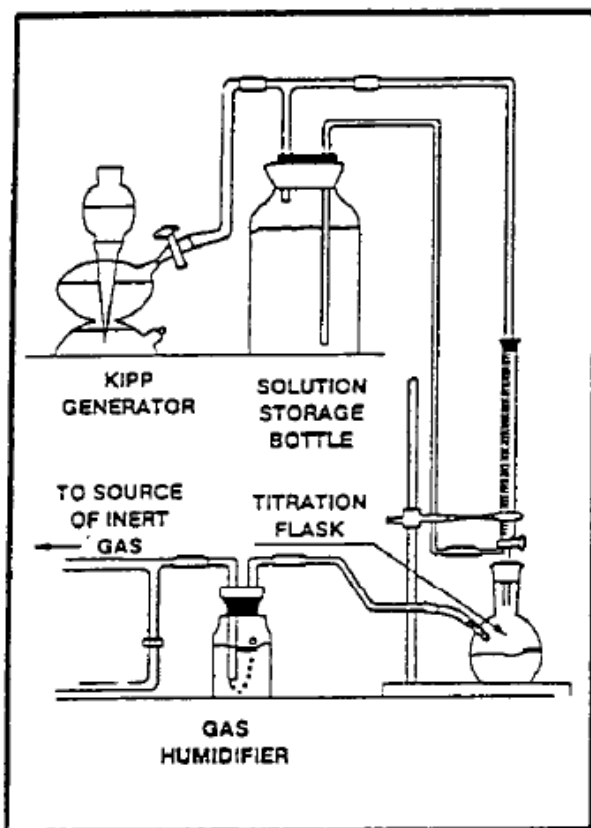 KIPP
GENERATOR
SOLUTION
STORAGE
BOTTLE
TO SOURCE
OF INERT
GAS
TITRATION
FLASK
GAS
HUMIDIFIER